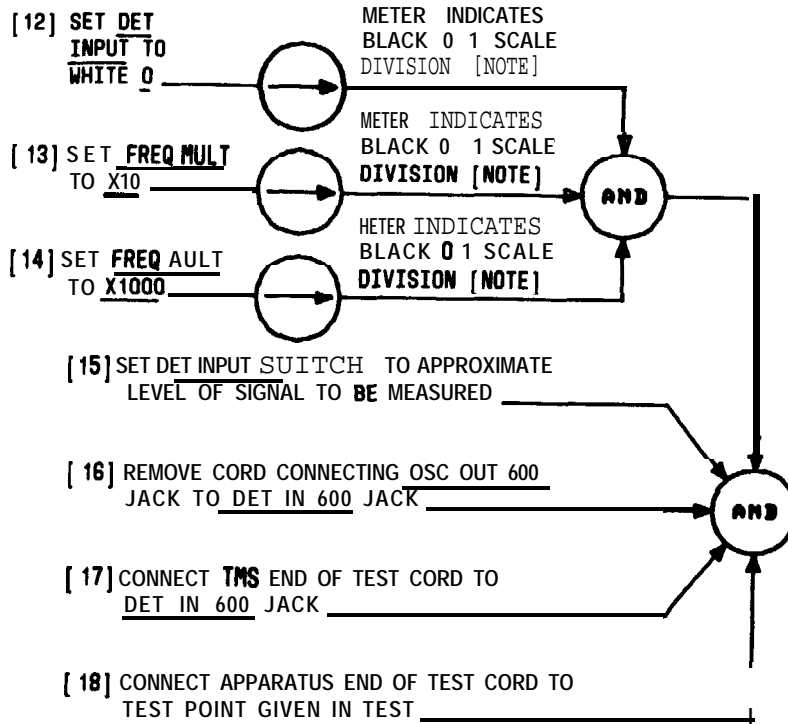 [12] SET DET
INPUT TO
WHITE 0
METER INDICATES
BLACK 0 1 SCALE
DIVISION [NOTE]
[13] SET FREQ MULT
TO X10
METER INDICATES
BLACK 0 1 SCALE
DIVISION [NOTE]
AND
[14] SET FREQ AULT
TO X1000
HETER INDICATES
BLACK 0 1 SCALE
DIVISION [NOTE]
[15] SET DET INPUT SUITCH TO APPROXIMATE
LEVEL OF SIGNAL TO BE MEASURED
[16] REMOVE CORD CONNECTING OSC OUT 600
JACK TO DET IN 600 JACK
AND
[17] CONNECT TMS END OF TEST CORD TO
DET IN 600 JACK
[18] CONNECT APPARATUS END OF TEST CORD TO
TEST POINT GIVEN IN TEST